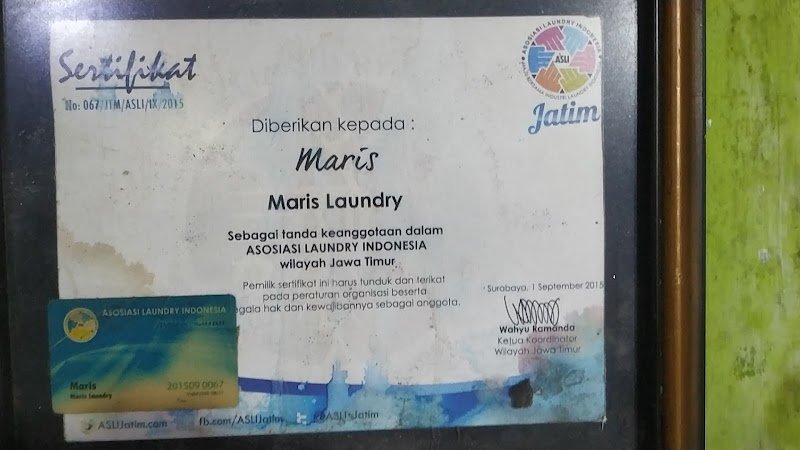 Sertifikat
No: 067/JTM/ASLI/IX/2015
ASOSIASI LAUNDRY INDONESIA
ASLI
Jatim
Diberikan kepada :
Maris
Maris Laundry
Sebagai tanda keanggotaan dalam
ASOSIASI LAUNDRY INDONESIA
wilayah Jawa Timur
Pemilik sertifikat ini harus tunduk dan terikat
pada peraturan organisasi beserta
segala hak dan kewajibannya sebagai anggota.
Surabaya, 1 September 2015
Wahyu Ramanda
Ketua Koordinator
Wilayah Jawa Timur
ASOSIASI LAUNDRY INDONESIA
Maris
201509 0067
Maris Laundry
ASLIJatim.com
fb.com/ASLIJatim